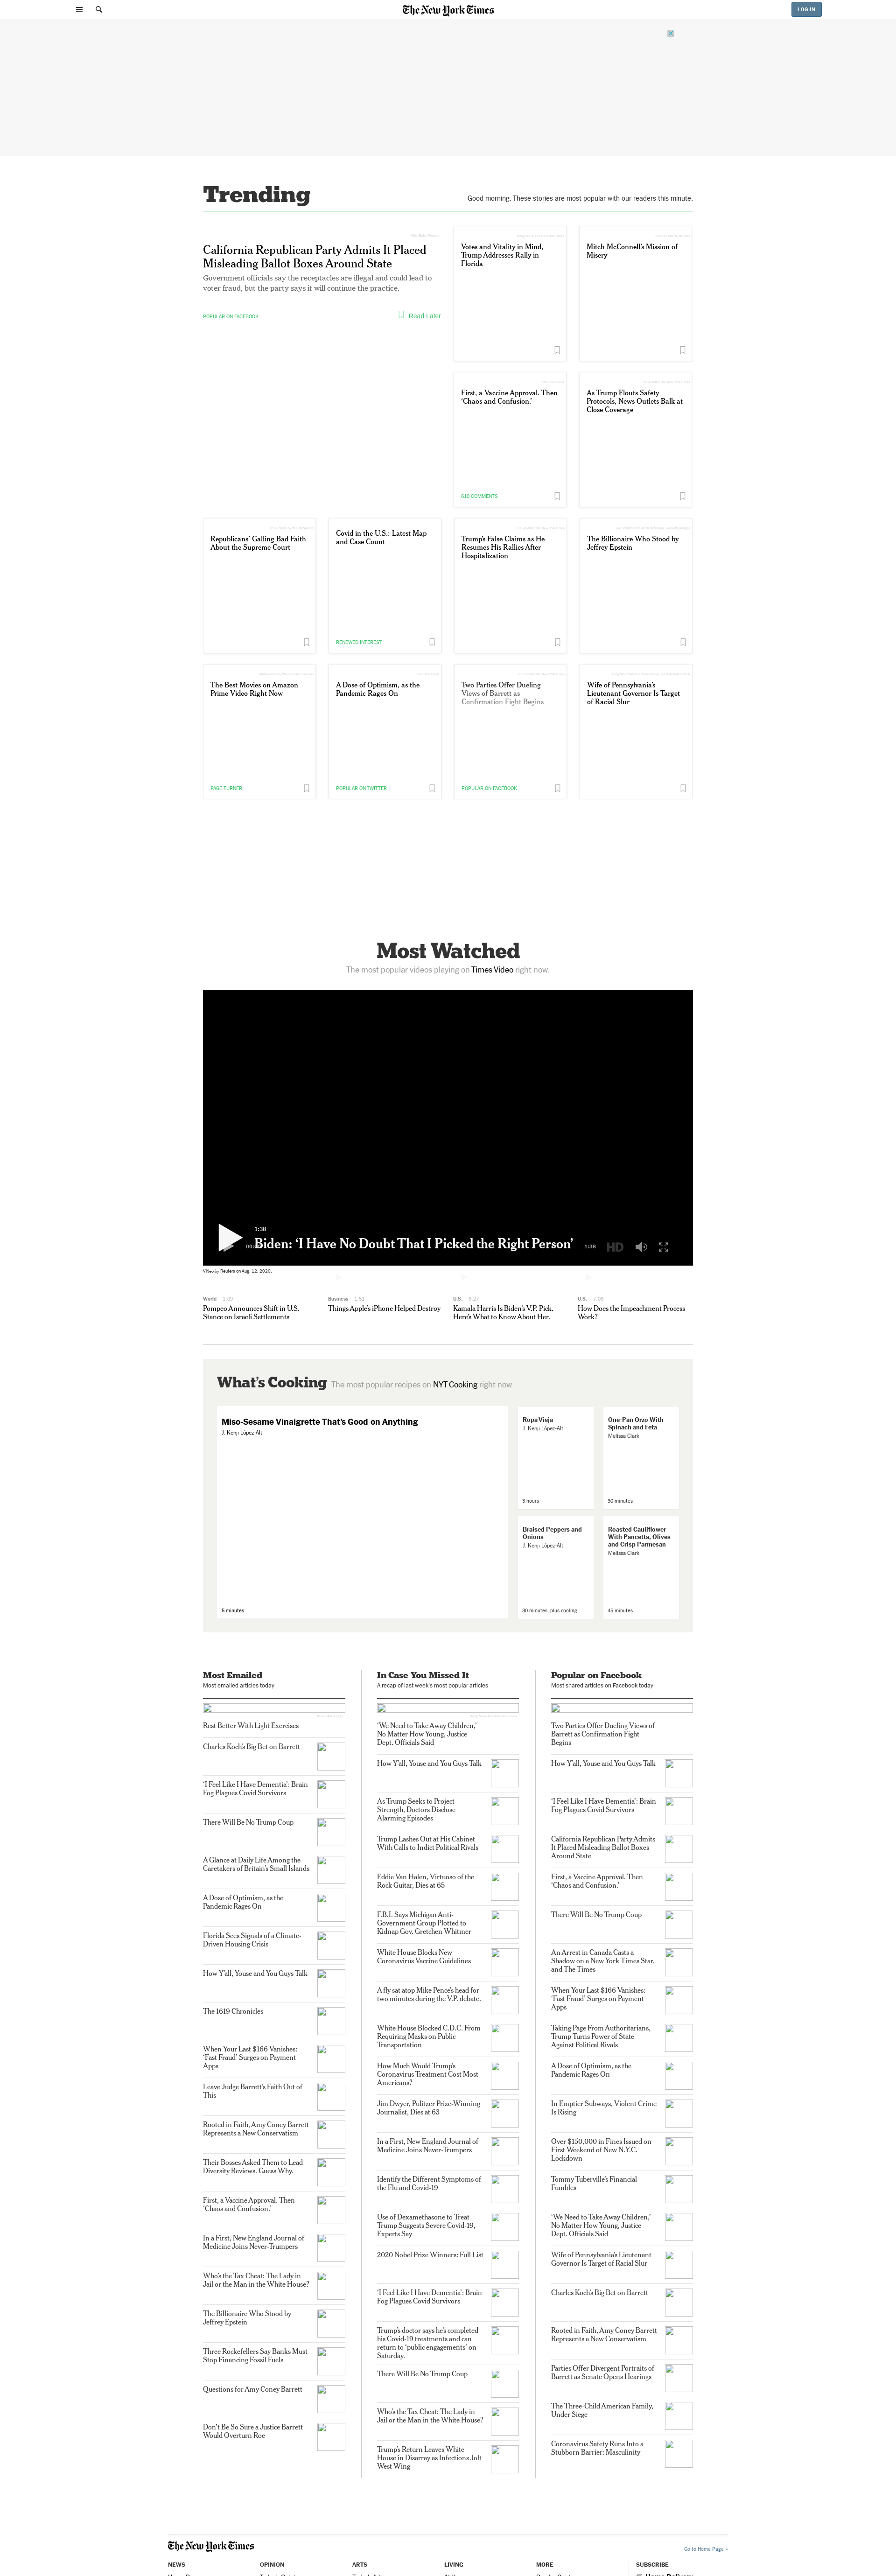 The New York Times
LOG IN
Trending
Good morning. These stories are most popular with our readers this minute.
California Republican Party Admits It Placed
Misleading Ballot Boxes Around State
Government officials say the receptacles are illegal and could lead to
voter fraud, but the party says it will continue the practice.
POPULAR ON FACEBOOK
Read Later
Votes and Vitality in Mind,
Trump Addresses Rally in
Florida
Mitch McConnell's Mission of
Misery
First, a Vaccine Approval. Then
'Chaos and Confusion.'
610 COMMENTS
As Trump Flouts Safety
Protocols, News Outlets Balk at
Close Coverage
Republicans' Calling Bad Faith
About the Supreme Court
Covid in the U.S.: Latest Map
and Case Count
RENEWED INTEREST
Trump's False Claims as He
Resumes His Rallies After
Hospitalization
The Billionaire Who Stood by
Jeffrey Epstein
The Best Movies on Amazon
Prime Video Right Now
PAGE-TURNER
A Dose of Optimism, as the
Pandemic Rages On
POPULAR ON TWITTER
Two Parties Offer Dueling
Views of Barrett as
Confirmation Fight Begins
POPULAR ON FACEBOOK
Wife of Pennsylvania's
Lieutenant Governor Is Target
of Racial Slur
Most Watched
The most popular videos playing on Times Video right now.
1:38
Biden: 'I Have No Doubt That I Picked the Right Person'
1:38
HD
Reuters on Aug. 12, 2020.
World 1:09
Pompeo Announces Shift in U.S.
Stance on Israeli Settlements
Business 1:51
Things Apple's iPhone Helped Destroy
U.S. 3:27
Kamala Harris Is Biden's V.P. Pick.
Here's What to Know About Her.
U.S. 7:05
How Does the Impeachment Process
Work?
What's Cooking
The most popular recipes on NYT Cooking right now
Miso-Sesame Vinaigrette That's Good on Anything
J. Kenji López-Alt
5 minutes
Ropa Vieja
J. Kenji López-Alt
3 hours
One-Pan Orzo With
Spinach and Feta
Melissa Clark
30 minutes
Braised Peppers and
Onions
J. Kenji López-Alt
30 minutes, plus cooling
Roasted Cauliflower
With Pancetta, Olives
and Crisp Parmesan
Melissa Clark
45 minutes
Most Emailed
Most emailed articles today
Rest Better With Light Exercises
Charles Koch's Big Bet on Barrett
'I Feel Like I Have Dementia': Brain
Fog Plagues Covid Survivors
There Will Be No Trump Coup
A Glance at Daily Life Among the
Caretakers of Britain's Small Islands
A Dose of Optimism, as the
Pandemic Rages On
Florida Sees Signals of a Climate-
Driven Housing Crisis
How Y'all, Youse and You Guys Talk
The 1619 Chronicles
When Your Last $166 Vanishes:
'Fast Fraud' Surges on Payment
Apps
Leave Judge Barrett's Faith Out of
This
Rooted in Faith, Amy Coney Barrett
Represents a New Conservatism
Their Bosses Asked Them to Lead
Diversity Reviews. Guess Why.
First, a Vaccine Approval. Then
'Chaos and Confusion.'
In a First, New England Journal of
Medicine Joins Never-Trumpers
Who's the Tax Cheat: The Lady in
Jail or the Man in the White House?
The Billionaire Who Stood by
Jeffrey Epstein
Three Rockefellers Say Banks Must
Stop Financing Fossil Fuels
Questions for Amy Coney Barrett
Don't Be So Sure a Justice Barrett
Would Overturn Roe
In Case You Missed It
A recap of last week's most popular articles
'We Need to Take Away Children,'
No Matter How Young, Justice
Dept. Officials Said
How Y'all, Youse and You Guys Talk
As Trump Seeks to Project
Strength, Doctors Disclose
Alarming Episodes
Trump Lashes Out at His Cabinet
With Calls to Indict Political Rivals
Eddie Van Halen, Virtuoso of the
Rock Guitar, Dies at 65
F.B.I. Says Michigan Anti-
Government Group Plotted to
Kidnap Gov. Gretchen Whitmer
White House Blocks New
Coronavirus Vaccine Guidelines
A fly sat atop Mike Pence's head for
two minutes during the V.P. debate.
White House Blocked C.D.C. From
Requiring Masks on Public
Transportation
How Much Would Trump's
Coronavirus Treatment Cost Most
Americans?
Jim Dwyer, Pulitzer Prize-Winning
Journalist, Dies at 63
In a First, New England Journal of
Medicine Joins Never-Trumpers
Identify the Different Symptoms of
the Flu and Covid-19
Use of Dexamethasone to Treat
Trump Suggests Severe Covid-19,
Experts Say
2020 Nobel Prize Winners: Full List
'I Feel Like I Have Dementia': Brain
Fog Plagues Covid Survivors
Trump's doctor says he's completed
his Covid-19 treatments and can
return to 'public engagements' on
Saturday.
There Will Be No Trump Coup
Who's the Tax Cheat: The Lady in
Jail or the Man in the White House?
Trump's Return Leaves White
House in Disarray as Infections Jolt
West Wing
Popular on Facebook
Most shared articles on Facebook today
Two Parties Offer Dueling Views of
Barrett as Confirmation Fight
Begins
How Y'all, Youse and You Guys Talk
'I Feel Like I Have Dementia': Brain
Fog Plagues Covid Survivors
California Republican Party Admits
It Placed Misleading Ballot Boxes
Around State
First, a Vaccine Approval. Then
'Chaos and Confusion.'
There Will Be No Trump Coup
An Arrest in Canada Casts a
Shadow on a New York Times Star,
and The Times
When Your Last $166 Vanishes:
'Fast Fraud' Surges on Payment
Apps
Taking Page From Authoritarians,
Trump Turns Power of State
Against Political Rivals
A Dose of Optimism, as the
Pandemic Rages On
In Emptier Subways, Violent Crime
Is Rising
Over $150,000 in Fines Issued on
First Weekend of New N.Y.C.
Lockdown
Tommy Tuberville's Financial
Fumbles
'We Need to Take Away Children,'
No Matter How Young, Justice
Dept. Officials Said
Wife of Pennsylvania's Lieutenant
Governor Is Target of Racial Slur
Charles Koch's Big Bet on Barrett
Rooted in Faith, Amy Coney Barrett
Represents a New Conservatism
Parties Offer Divergent Portraits of
Barrett as Senate Opens Hearings
The Three-Child American Family,
Under Siege
Coronavirus Safety Runs Into a
Stubborn Barrier: Masculinity
The New York Times
Go to Home Page »
NEWS
OPINION
ARTS
LIVING
MORE
SUBSCRIBE